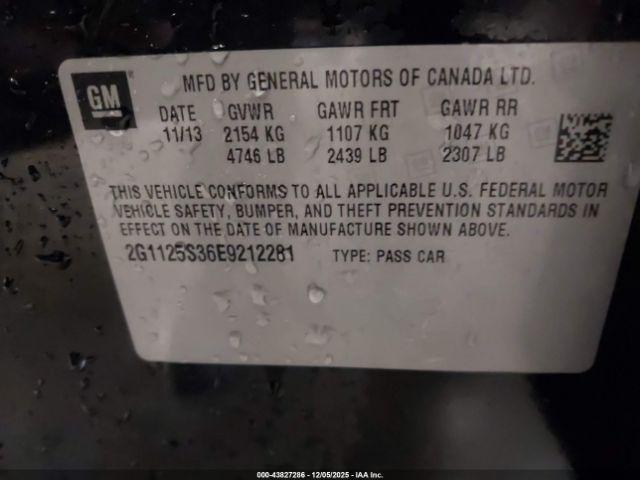 GM
MFD BY GENERAL MOTORS OF CANADA LTD.
DATE GVWR GAWR FRT GAWR RR
11/13 2154 KG 1107 KG 1047 KG
4746 LB 2439 LB 2307 LB
THIS VEHICLE CONFORMS TO ALL APPLICABLE U.S. FEDERAL MOTOR
VEHICLE SAFETY, BUMPER, AND THEFT PREVENTION STANDARDS IN
EFFECT ON THE DATE OF MANUFACTURE SHOWN ABOVE.
2G1125S36E9212281 TYPE: PASS CAR
000-43827286 - 12/05/2025 - IAA Inc.